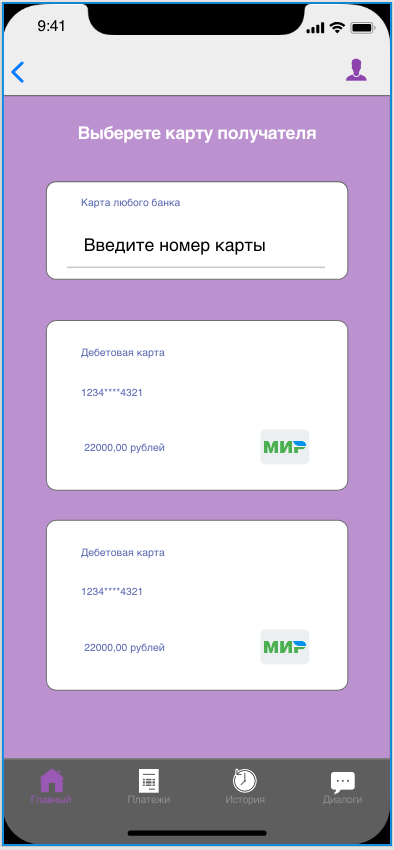 9:41
Выберете карту получателя
Карта любого банка
Введите номер карты
Дебетовая карта
1234****4321
22000,00 рублей
МИР
Дебетовая карта
1234****4321
22000,00 рублей
МИР
Главный Платежи История Диалоги